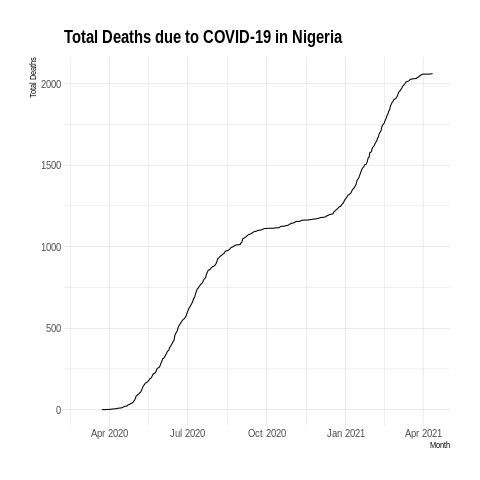 Total Deaths due to COVID-19 in Nigeria
Total Deaths
2000
1500
1000
500
0
Apr 2020 Jul 2020 Oct 2020 Jan 2021 Apr 2021
Month